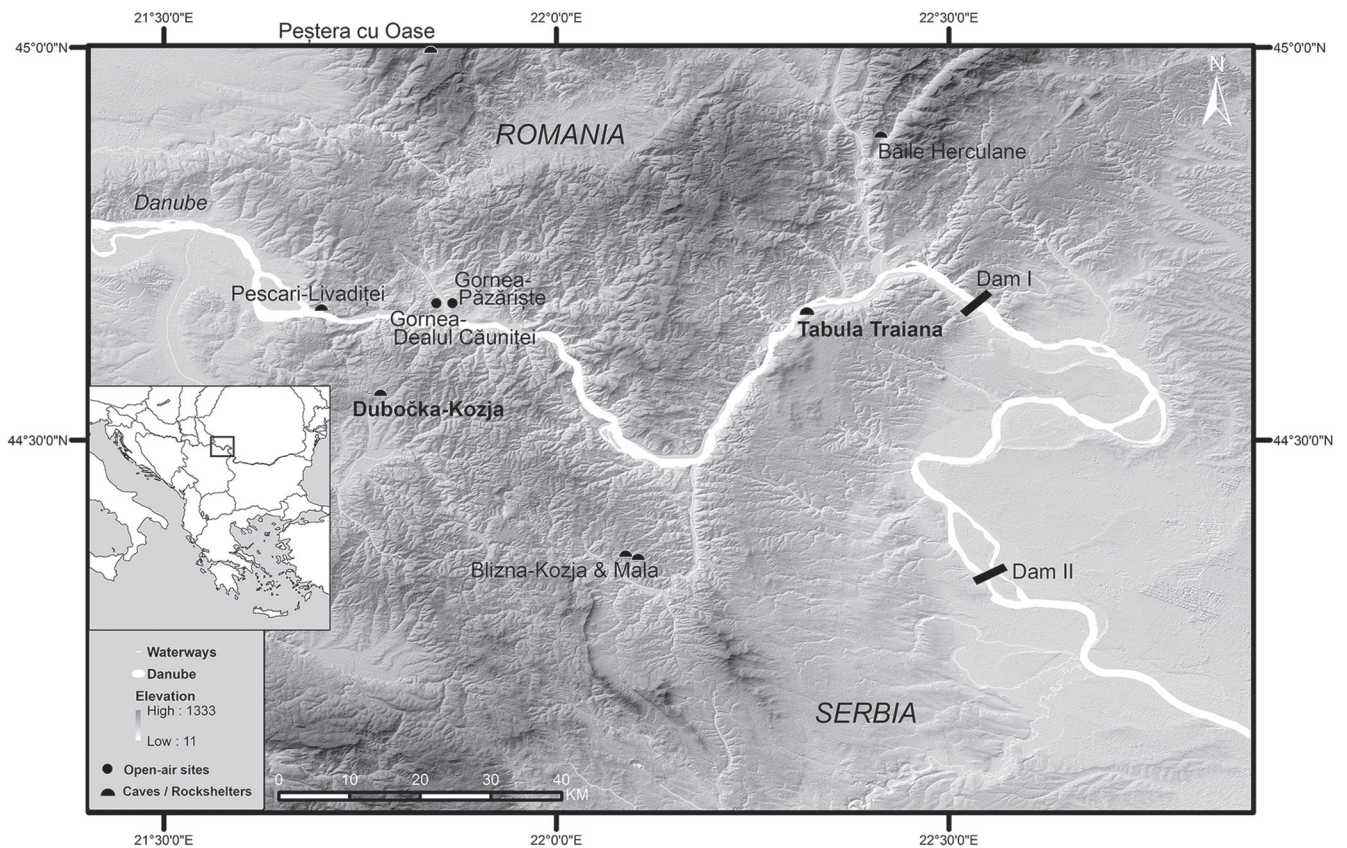 21°30'0"E
22°0'0"E
22°30'0"E
Peștera cu Oase
45°0'0"N
45°0'0"N
N
ROMANIA
Băile Herculane
Danube
Gornea-
Păzăriște
Pescari-Livadiței
Gornea-
Dealul Căuniței
Dam I
Tabula Traiana
Dubočka-Kozja
44°30'0"N
44°30'0"N
Blizna-Kozja & Mala
Dam II
SERBIA
Waterways
Danube
Elevation
High : 1333
Low : 11
Open-air sites
Caves / Rockshelters
0 10 20 30 40
KM
21°30'0"E
22°0'0"E
22°30'0"E